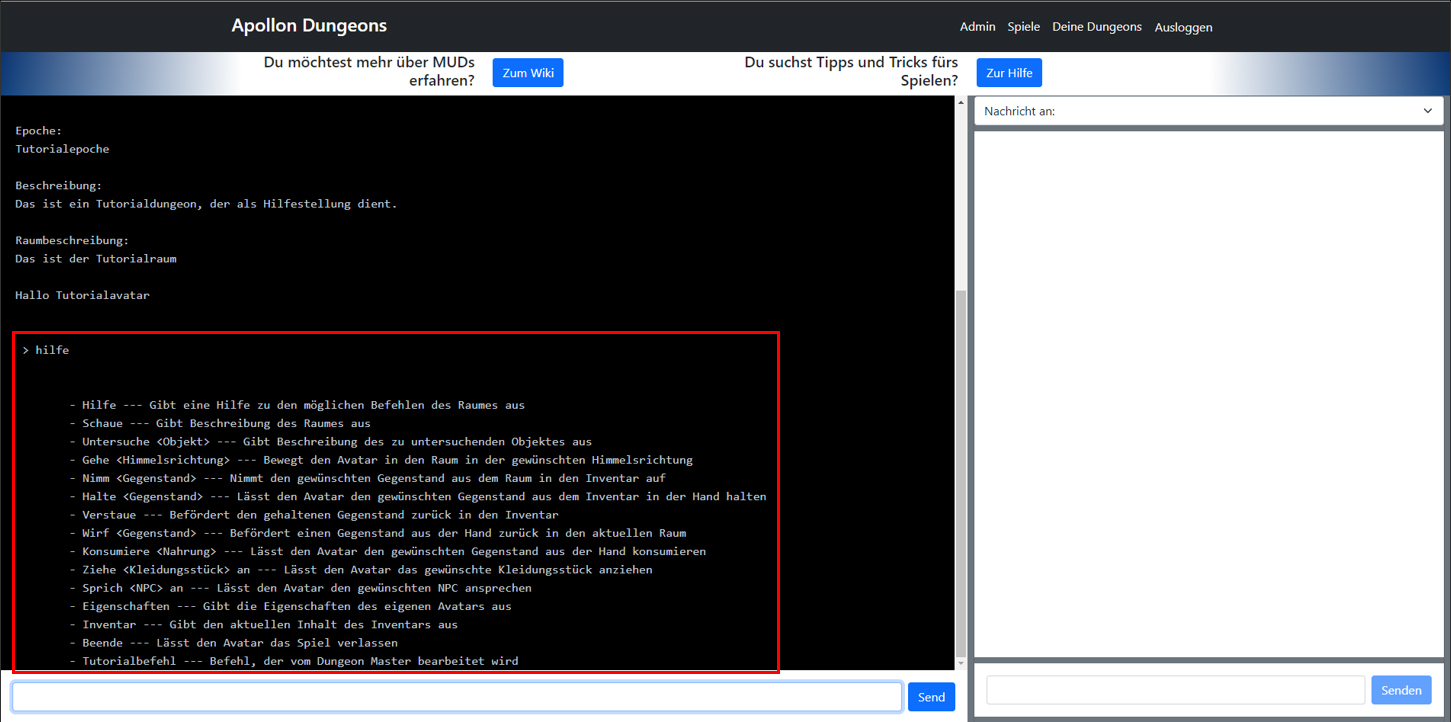 Apollon Dungeons
Admin Spiele Deine Dungeons Ausloggen
Du möchtest mehr über MUDs
erfahren?
Zum Wiki
Du suchst Tipps und Tricks fürs
Spielen?
Zur Hilfe
Epoche:
Tutorialepoche
Beschreibung:
Das ist ein Tutorialdungeon, der als Hilfestellung dient.
Raumbeschreibung:
Das ist der Tutorialraum
Hallo Tutorialavatar
> hilfe
- Hilfe --- Gibt eine Hilfe zu den möglichen Befehlen des Raumes aus
- Schaue --- Gibt Beschreibung des Raumes aus
- Untersuche <Objekt> --- Gibt Beschreibung des zu untersuchenden Objektes aus
- Gehe <Himmelsrichtung> --- Bewegt den Avatar in den Raum in der gewünschten Himmelsrichtung
- Nimm <Gegenstand> --- Nimmt den gewünschten Gegenstand aus dem Raum in den Inventar auf
- Halte <Gegenstand> --- Lässt den Avatar den gewünschten Gegenstand aus dem Inventar in der Hand halten
- Verstaue --- Befördert den gehaltenen Gegenstand zurück in den Inventar
- Wirf <Gegenstand> --- Befördert einen Gegenstand aus der Hand zurück in den aktuellen Raum
- Konsumiere <Nahrung> --- Lässt den Avatar den gewünschten Gegenstand aus der Hand konsumieren
- Ziehe <Kleidungsstück> an --- Lässt den Avatar das gewünschte Kleidungsstück anziehen
- Sprich <NPC> an --- Lässt den Avatar den gewünschten NPC ansprechen
- Eigenschaften --- Gibt die Eigenschaften des eigenen Avatars aus
- Inventar --- Gibt den aktuellen Inhalt des Inventars aus
- Beende --- Lässt den Avatar das Spiel verlassen
- Tutorialbefehl --- Befehl, der vom Dungeon Master bearbeitet wird
Send
Nachricht an:
Senden